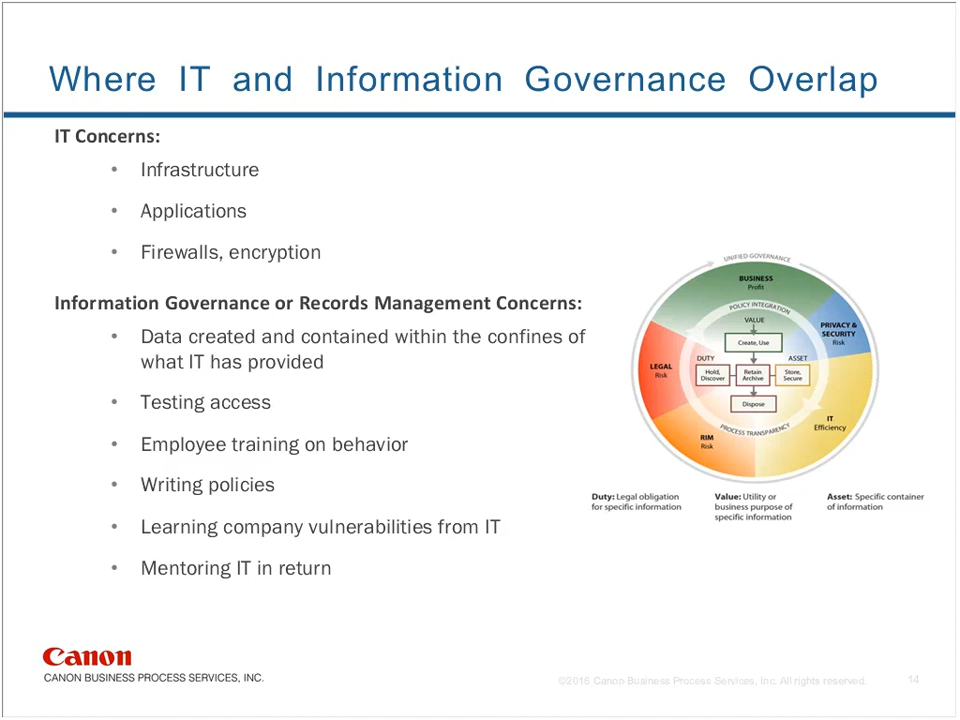 Where IT and Information Governance Overlap
IT Concerns:
• Infrastructure
• Applications
• Firewalls, encryption
Information Governance or Records Management Concerns:
• Data created and contained within the confines of
what IT has provided
• Testing access
• Employee training on behavior
• Writing policies
• Learning company vulnerabilities from IT
• Mentoring IT in return
UNIFIED GOVERNANCE
BUSINESS
Profit
POLICY INTEGRATION
VALUE
Create, Use
PRIVACY &
SECURITY
Risk
DUTY
ASSET
LEGAL
Risk
Hold,
Discover
Retain
Archive
Store,
Secure
Dispose
IT
Efficiency
PROCESS TRANSPARENCY
RIM
Risk
Duty: Legal obligation
for specific information
Value: Utility or
business purpose of
specific information
Asset: Specific container
of information
Canon
CANON BUSINESS PROCESS SERVICES, INC.
©2016 Canon Business Process Services, Inc. All rights reserved.
14